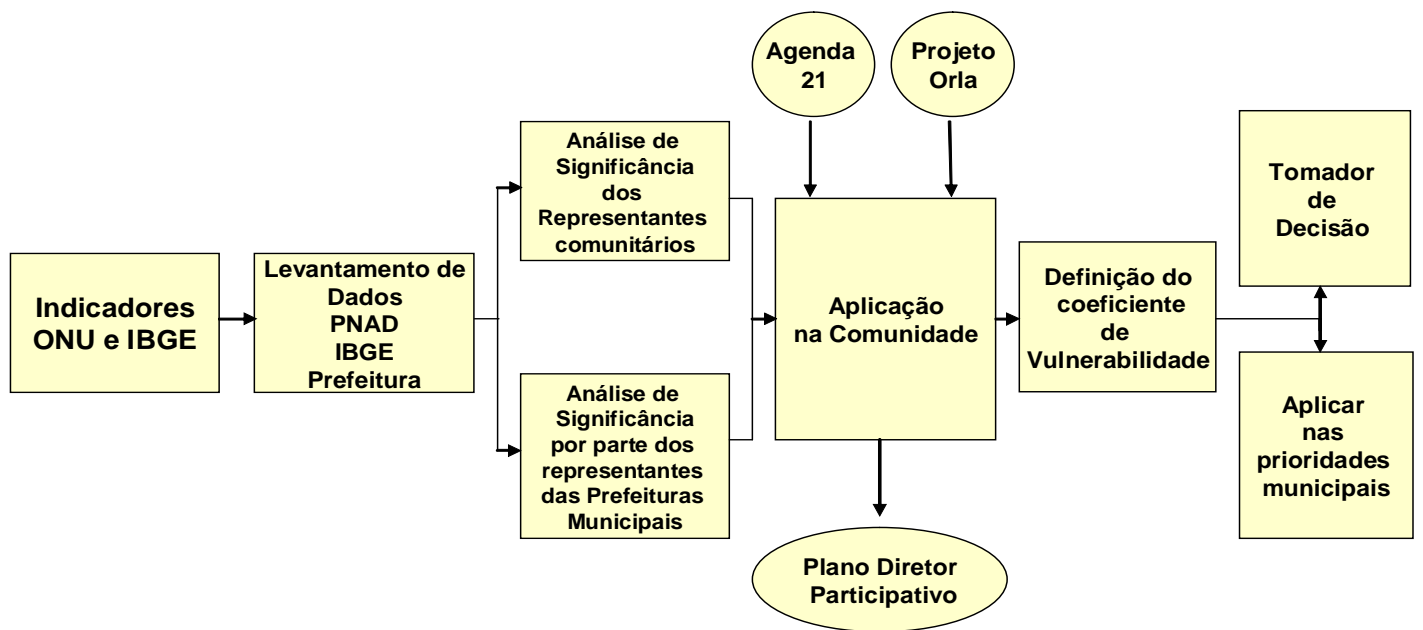 Indicadores
ONU e IBGE
Levantamento de
Dados
PNAD
IBGE
Prefeitura
Análise de
Significância
dos
Representantes
comunitários
Análise de
Significância
por parte dos
representantes
das Prefeituras
Municipais
Agenda
21
Projeto
Orla
Aplicação
na Comunidade
Plano Diretor
Participativo
Definição do
coeficiente
de
Vulnerabilidade
Tomador
de
Decisão
Aplicar
nas
prioridades
municipais